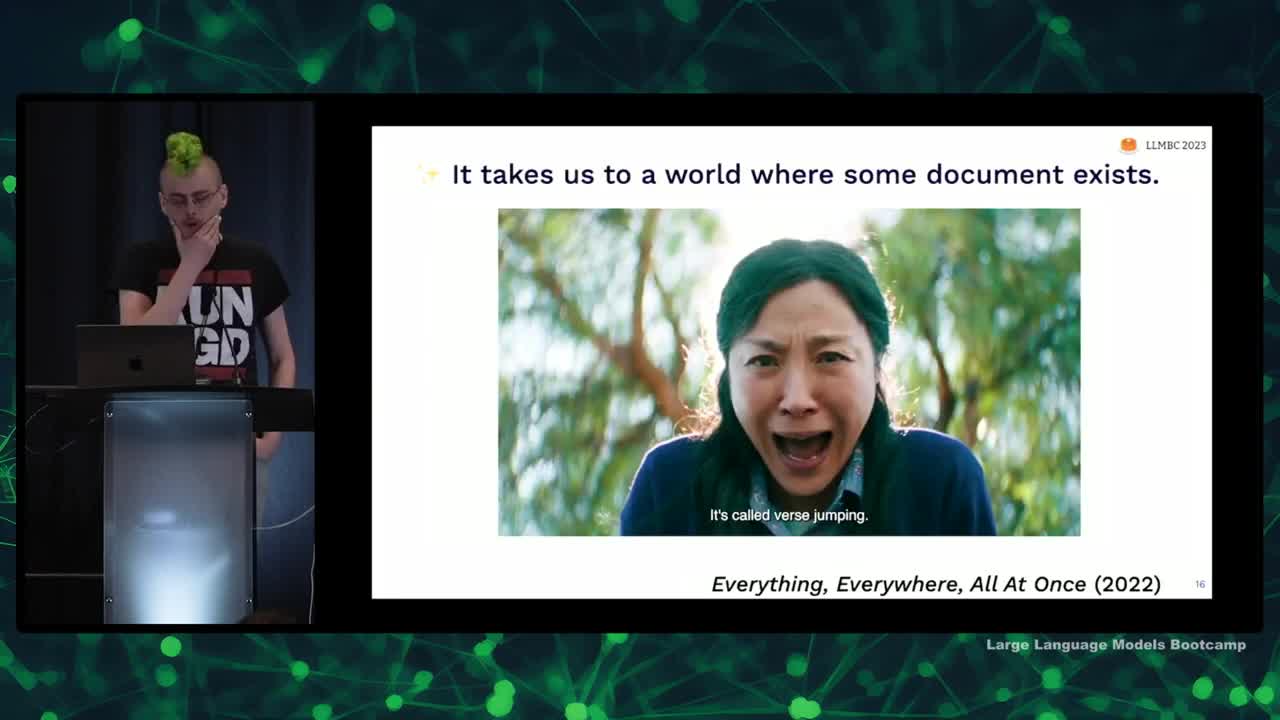 LLMBC 2023
✨ It takes us to a world where some document exists.
UN
GD
It's called verse jumping.
Everything, Everywhere, All At Once (2022)
16
Large Language Models Bootcamp